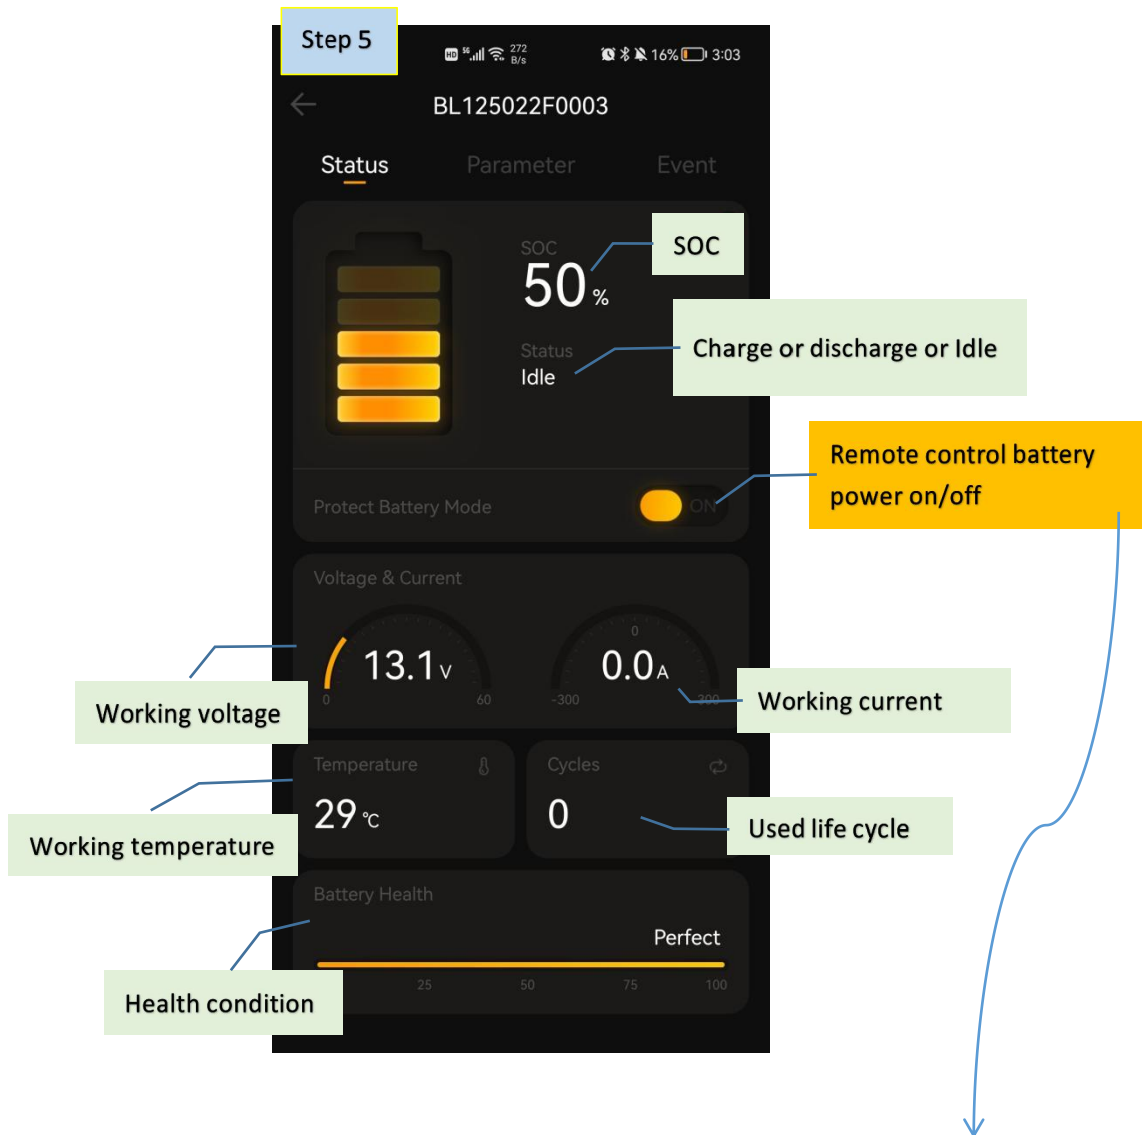 Step 5
HD 5G 272 B/s 16% 3:03
BL125022F0003
Status Parameter Event
SOC
50 %
SOC
Status
Idle
Charge or discharge or Idle
Remote control battery
power on/off
Protect Battery Mode
ON
Voltage & Current
13.1 V
0 60
0
0.0 A
-300 300
Working voltage
Working current
Temperature
29 °C
Cycles
0
Working temperature
Used life cycle
Battery Health
Perfect
25 50 75 100
Health condition